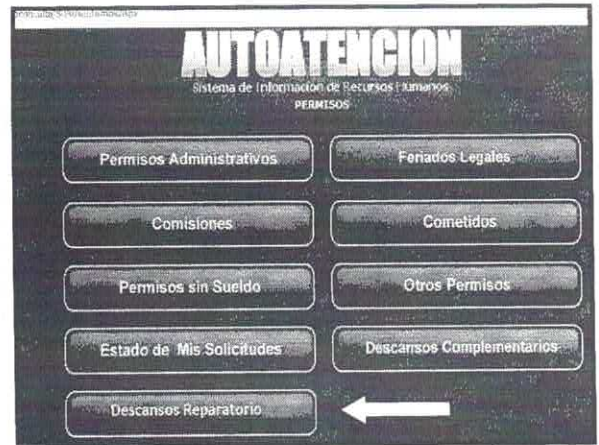 AUTOATENCION
Sistema de Información de Recursos Humanos
PERMISOS
Permisos Administrativos
Feriados Legales
Comisiones
Cometidos
Permisos sin Sueldo
Otros Permisos
Estado de Mis Solicitudes
Descansos Complementarios
Descansos Reparatorio